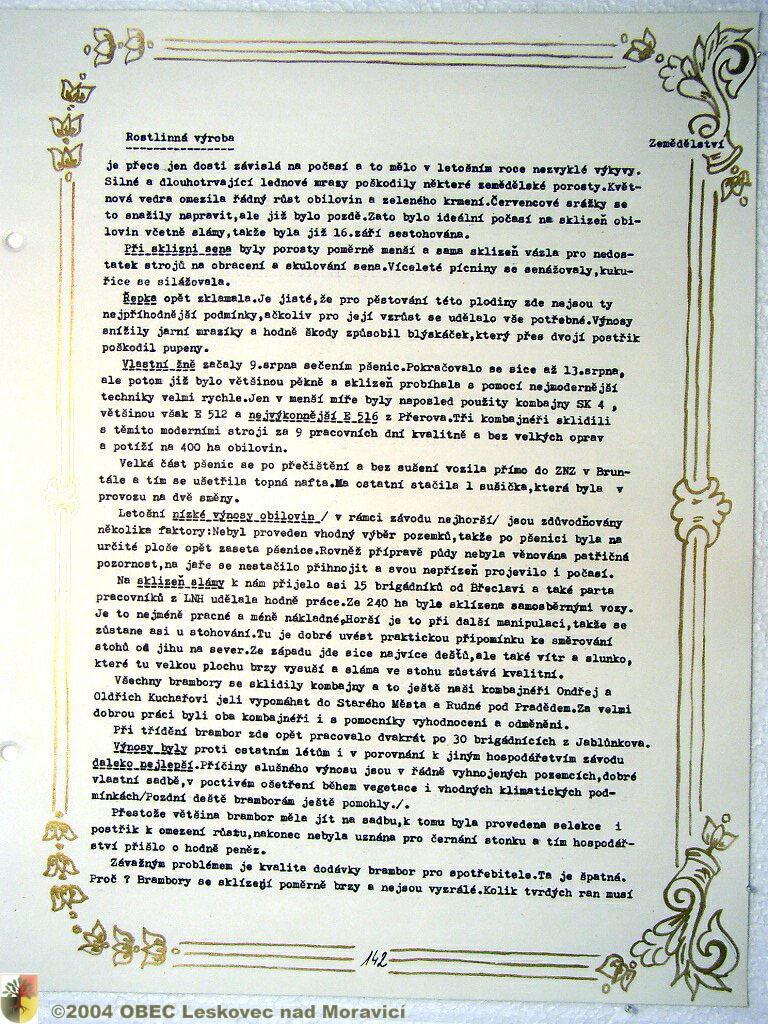 Rostlinná výroba
Zemědělství
je přece jen dosti závislá na počasí a to mělo v letošním roce nezvyklé výkyvy.
Silné a dlouhotrvající lednové mrazy poškodily některé zemědělské porosty.Květ-
nová vedra omezila řádný růst obilovin a zeleného krmení.Červencové srážky se
to snažily napravit,ale již bylo pozdě.Zato bylo ideální počasí na sklizeň obi-
lovin včetně slámy,takže byla již 16.září sestohována.
Při sklizni sena byly porosty poměrně menší a sama sklizeň vázla pro nedos-
tatek strojů na obracení a skulování sena.Víceleté pícniny se senážovaly,kuku-
řice se silážovala.
Řepka opět zklamala.Je jisté,že pro pěstování této plodiny zde nejsou ty
nejpříhodnější podmínky,ačkoliv pro její vzrůst se udělalo vše potřebné.Výnosy
snížily jarní mrazíky a hodně škody způsobil blýskáček,který přes dvojí postřik
poškodil pupeny.
Vlastní žně začaly 9.srpna sečením pšenic.Pokračovalo se sice až 13.srpna,
ale potom již bylo většinou pěkně a sklizeň probíhala s pomocí nejmodernější
techniky velmi rychle.Jen v menší míře byly naposled použity kombajny SK 4 ,
většinou však E 512 a nejvýkonnější E 516 z Přerova.Tři kombajnéři sklidili
s těmito moderními stroji za 9 pracovních dní kvalitně a bez velkých oprav
a potíží na 400 ha obilovin.
Velká část pšenic se po přečištění a bez sušení vozila přímo do ZNZ v Brun-
tále a tím se ušetřila topná nafta.Na ostatní stačila 1 sušička,která byla v
provozu na dvě směny.
Letošní nízké výnosy obilovin / v rámci závodu nejhorší/ jsou zdůvodňovány
několika faktory:Nebyl proveden vhodný výběr pozemků,takže po pšenici byla na
určité ploše opět zaseta pšenice.Rovněž přípravě půdy nebyla věnována patřičná
pozornost,na jaře se nestačilo přihnojit a svou nepřízeň projevilo i počasí.
Na sklizeň slámy k nám přijelo asi 15 brigádníků od Břeclavi a také parta
pracovníků z LNH udělala hodně práce.Ze 240 ha byla sklízena samosběrnými vozy.
Je to nejméně pracné a méně nákladné,Horší je to při další manipulaci,takže se
zůstane asi u stohování.Tu je dobré uvést praktickou připomínku ke směrování
stohů od jihu na sever.Ze západu jde sice nejvíce dešťů,ale také vítr a slunko,
které tu velkou plochu brzy vysuší a sláma ve stohu zůstává kvalitní.
Všechny brambory se sklidily kombajny a to ještě naši kombajnéři Ondřej a
Oldřich Kuchařovi jeli vypomáhat do Starého Města a Rudné pod Pradědem.Za velmi
dobrou práci byli oba kombajnéři i s pomocníky vyhodnoceni a odměněni.
Při třídění brambor zde opět pracovalo dvakrát po 30 brigádnících z Jablůnkova.
Výnosy byly proti ostatním létům i v porovnání k jiným hospodářstvím závodu
daleko nejlepší.Příčiny slušného výnosu jsou v řádně vyhnojených pozemcích,dobré
vlastní sadbě,v poctivém ošetření během vegetace i vhodných klimatických pod-
mínkách/Pozdní deště bramborám ještě pomohly./.
Přestože většina brambor měla jít na sadbu,k tomu byla provedena selekce i
postřik k omezení růstu,nakonec nebyla uznána pro černání stonku a tím hospodář-
ství přišlo o hodně peněz.
Závažným problémem je kvalita dodávky brambor pro spotřebitele.Ta je špatná.
Proč ? Brambory se sklízejí poměrně brzy a nejsou vyzrálé.Kolik tvrdých ran musí
142
©2004 OBEC Leskovec nad Moravicí